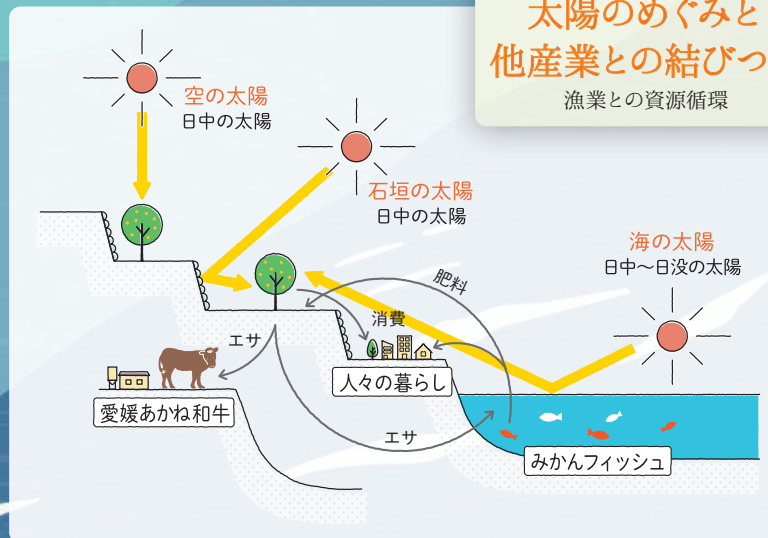 太陽のめぐみと
他産業との結びつ
漁業との資源循環
空の太陽
日中の太陽
石垣の太陽
日中の太陽
海の太陽
日中〜日没の太陽
肥料
消費
エサ
人々の暮らし
愛媛あかね和牛
エサ
みかんフィッシュ